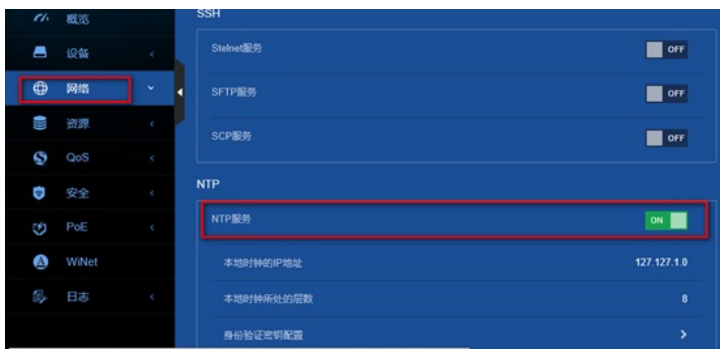 概览
设备
网络
资源
QoS
安全
PoE
WiNet
日志
SSH
Stelnet服务 OFF
SFTP服务 OFF
SCP服务 OFF
NTP
NTP服务 ON
本地时钟的IP地址 127.127.1.0
本地时钟所处的层数 8
身份验证密钥配置